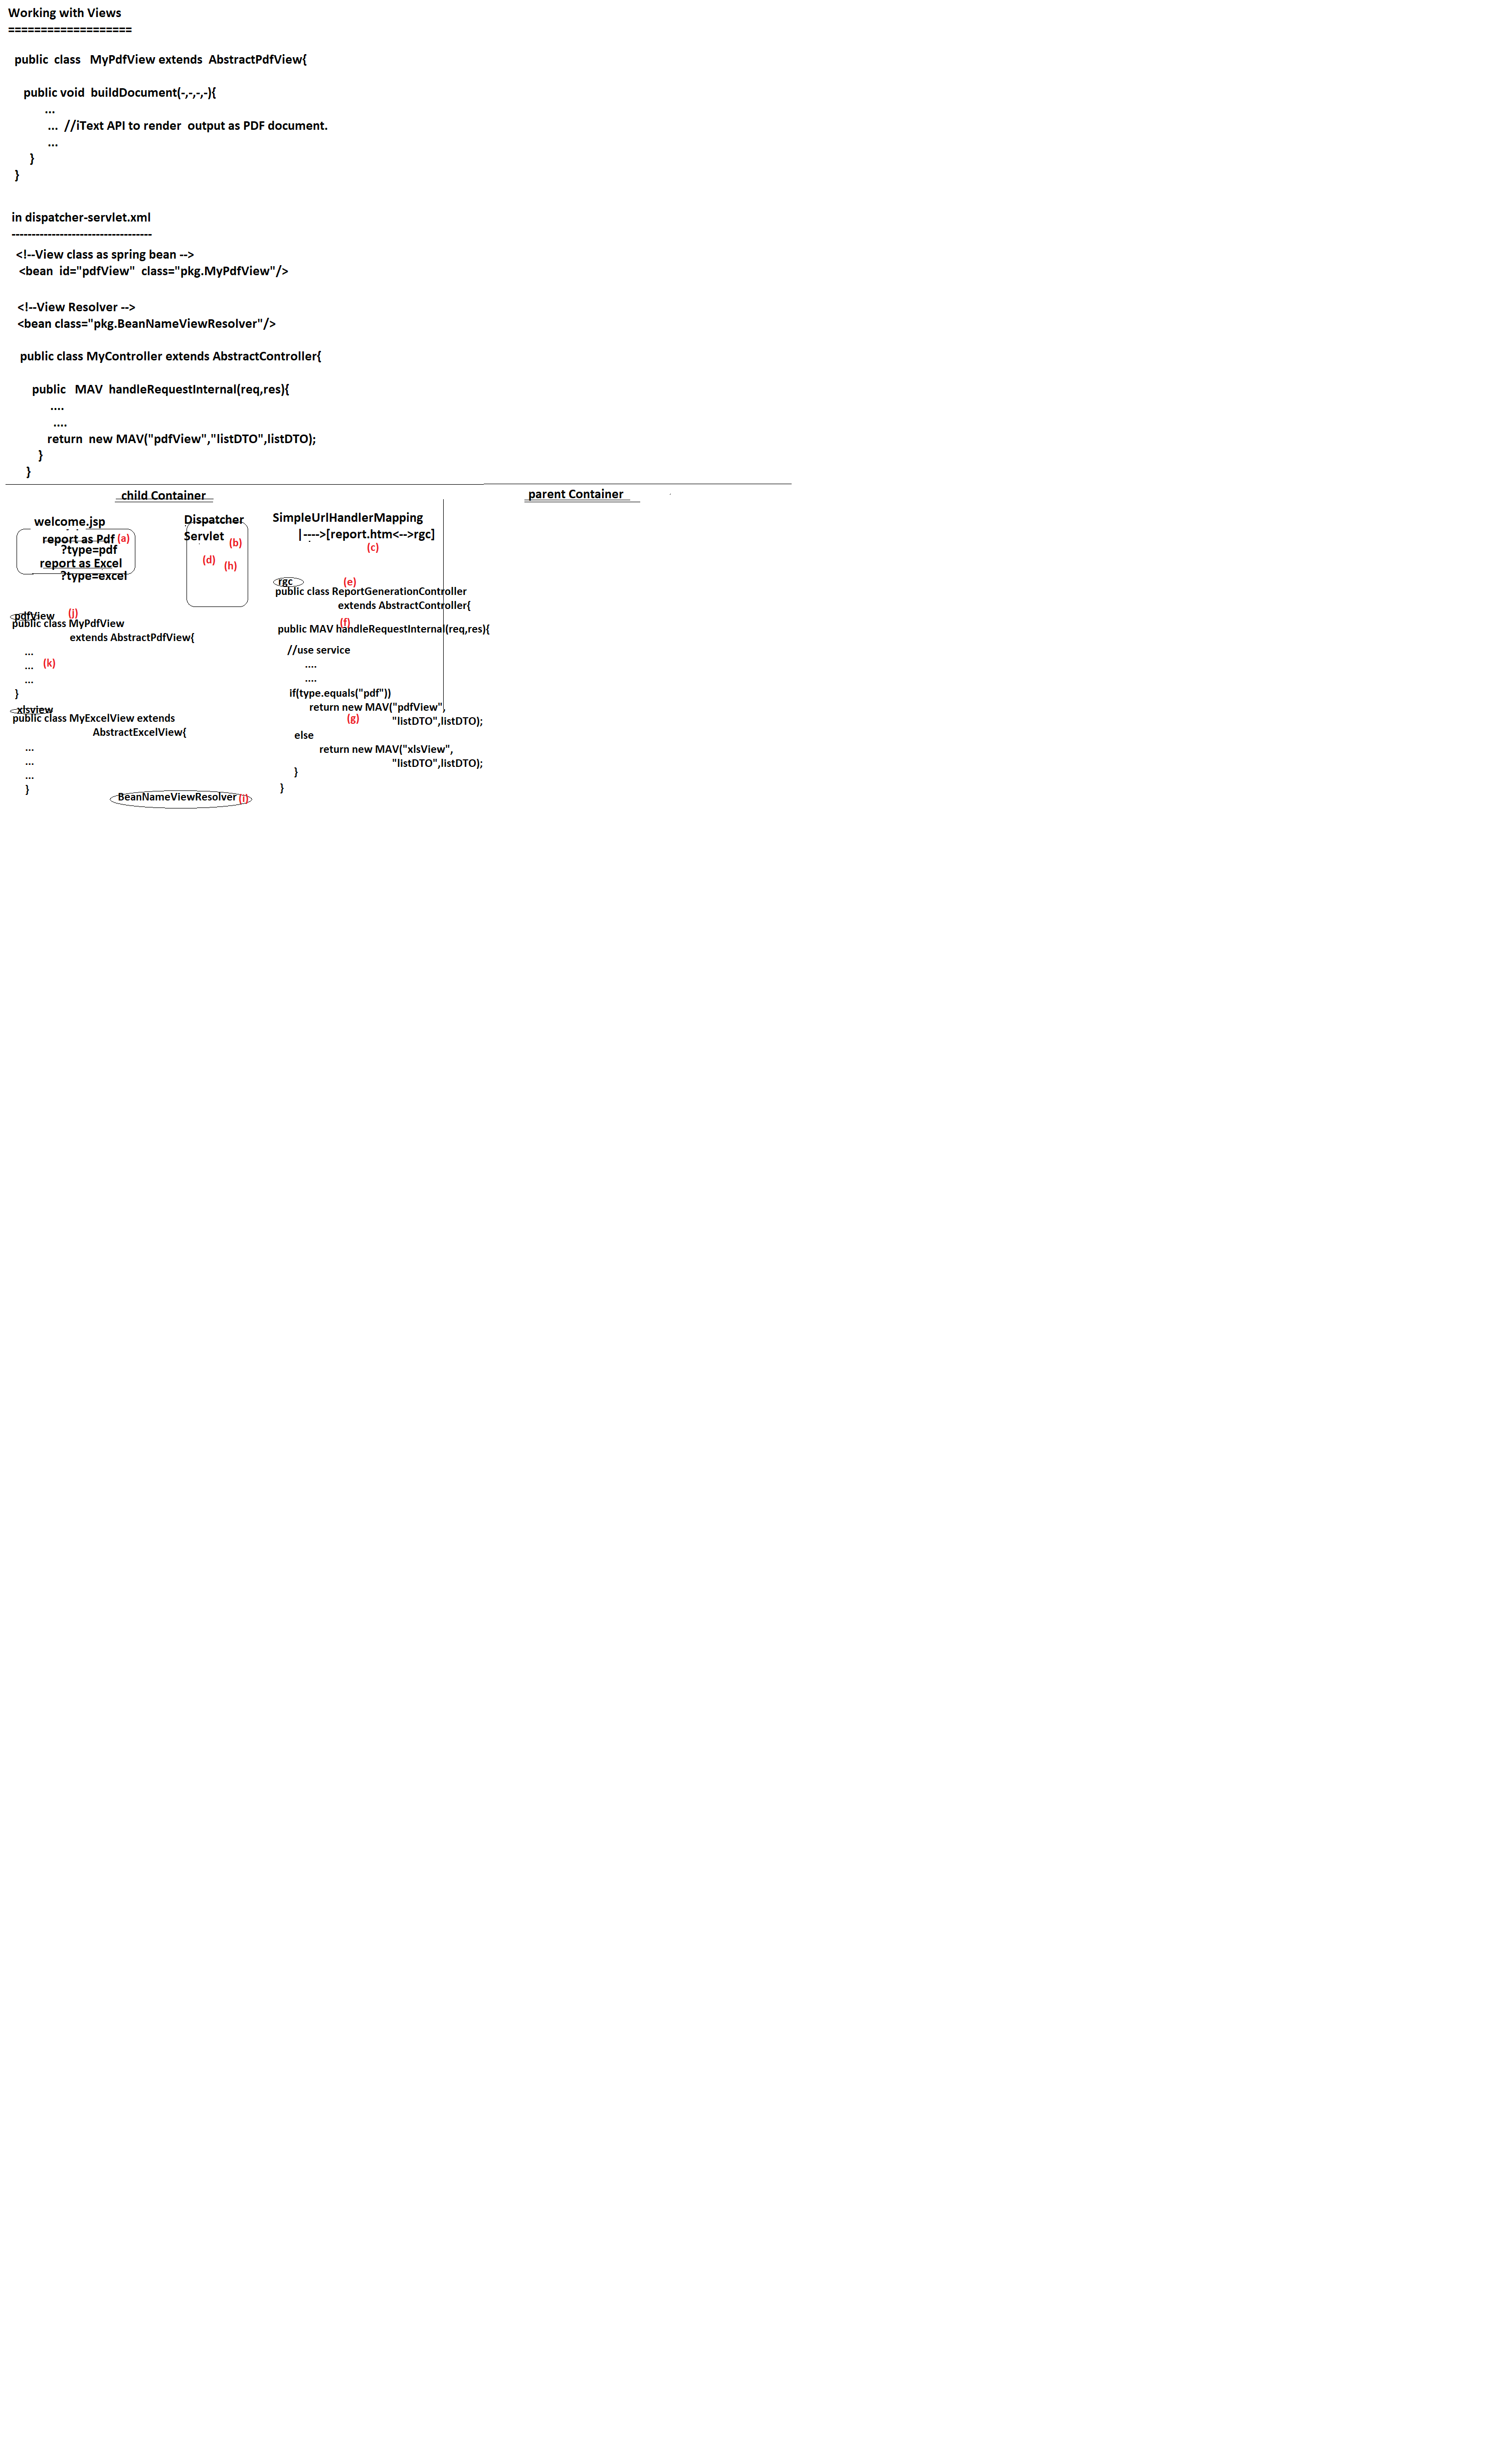 Working with Views
===================
public class MyPdfView extends AbstractPdfView{
public void buildDocument(-,-,-,-){
...
... //iText API to render output as PDF document.
...
}
}
in dispatcher-servlet.xml
-----------------------------------
<!--View class as spring bean -->
<bean id="pdfView" class="pkg.MyPdfView"/>
<!--View Resolver -->
<bean class="pkg.BeanNameViewResolver"/>
public class MyController extends AbstractController{
public MAV handleRequestInternal(req,res){
....
....
return new MAV("pdfView","listDTO",listDTO);
}
}
child Container
parent Container
welcome.jsp
report as Pdf (a)
?type=pdf
report as Excel
?type=excel
Dispatcher
Servlet
(b)
(d)
(h)
SimpleUrlHandlerMapping
|---->[report.htm<-->rgc]
(c)
rgc (e)
public class ReportGenerationController
extends AbstractController{
(f)
public MAV handleRequestInternal(req,res){
//use service
....
....
if(type.equals("pdf"))
return new MAV("pdfView",
(g) "listDTO",listDTO);
else
return new MAV("xlsView",
"listDTO",listDTO);
}
}
pdfView (j)
public class MyPdfView
extends AbstractPdfView{
...
... (k)
...
}
xlsview
public class MyExcelView extends
AbstractExcelView{
...
...
...
}
BeanNameViewResolver (i)